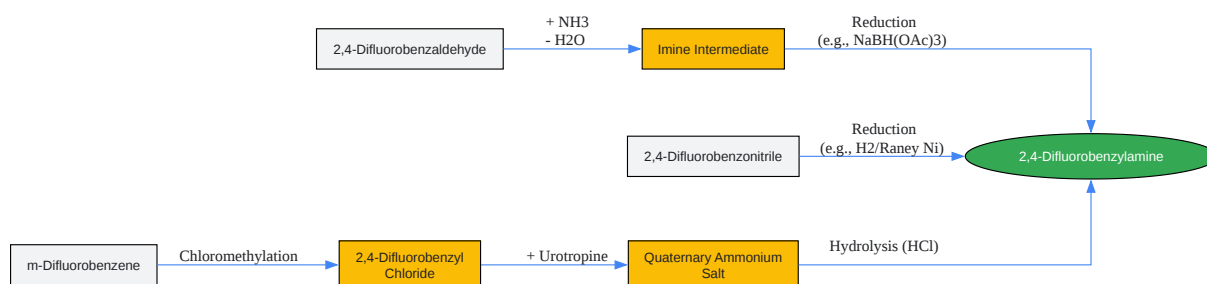 2,4-Difluorobenzaldehyde
+ NH3
- H2O
Imine Intermediate
Reduction
(e.g., NaBH(OAc)3)
2,4-Difluorobenzonitrile
Reduction
(e.g., H2/Raney Ni)
2,4-Difluorobenzylamine
m-Difluorobenzene
Chloromethylation
2,4-Difluorobenzyl
Chloride
+ Urotropine
Quaternary Ammonium
Salt
Hydrolysis (HCl)